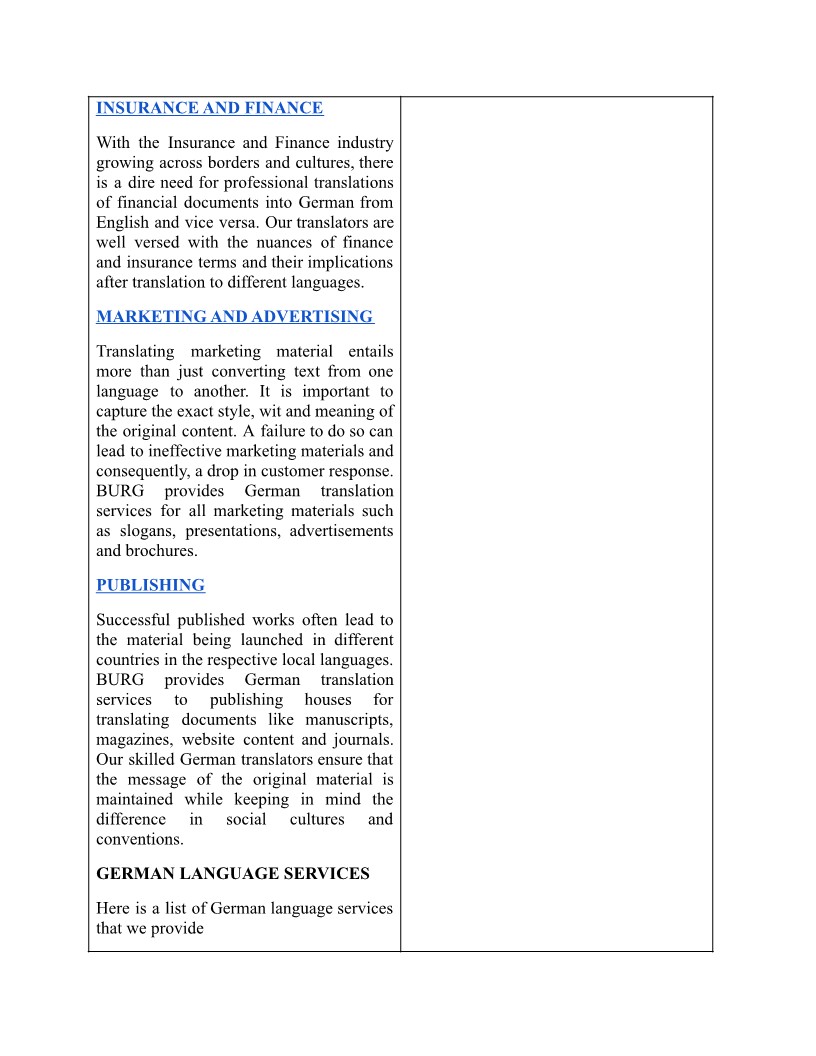 INSURANCE AND FINANCE
With the Insurance and Finance industry
growing across borders and cultures, there
is a dire need for professional translations
of financial documents into German from
English and vice versa. Our translators are
well versed with the nuances of finance
and insurance terms and their implications
after translation to different languages.
MARKETING AND ADVERTISING
Translating marketing material entails
more than just converting text from one
language to another. It is important to
capture the exact style, wit and meaning of
the original content. A failure to do so can
lead to ineffective marketing materials and
consequently, a drop in customer response.
BURG provides German translation
services for all marketing materials such
as slogans, presentations, advertisements
and brochures.
PUBLISHING
Successful published works often lead to
the material being launched in different
countries in the respective local languages.
BURG provides German translation
services to publishing houses for
translating documents like manuscripts,
magazines, website content and journals.
Our skilled German translators ensure that
the message of the original material is
maintained while keeping in mind the
difference in social cultures and
conventions.
GERMAN LANGUAGE SERVICES
Here is a list of German language services
that we provide